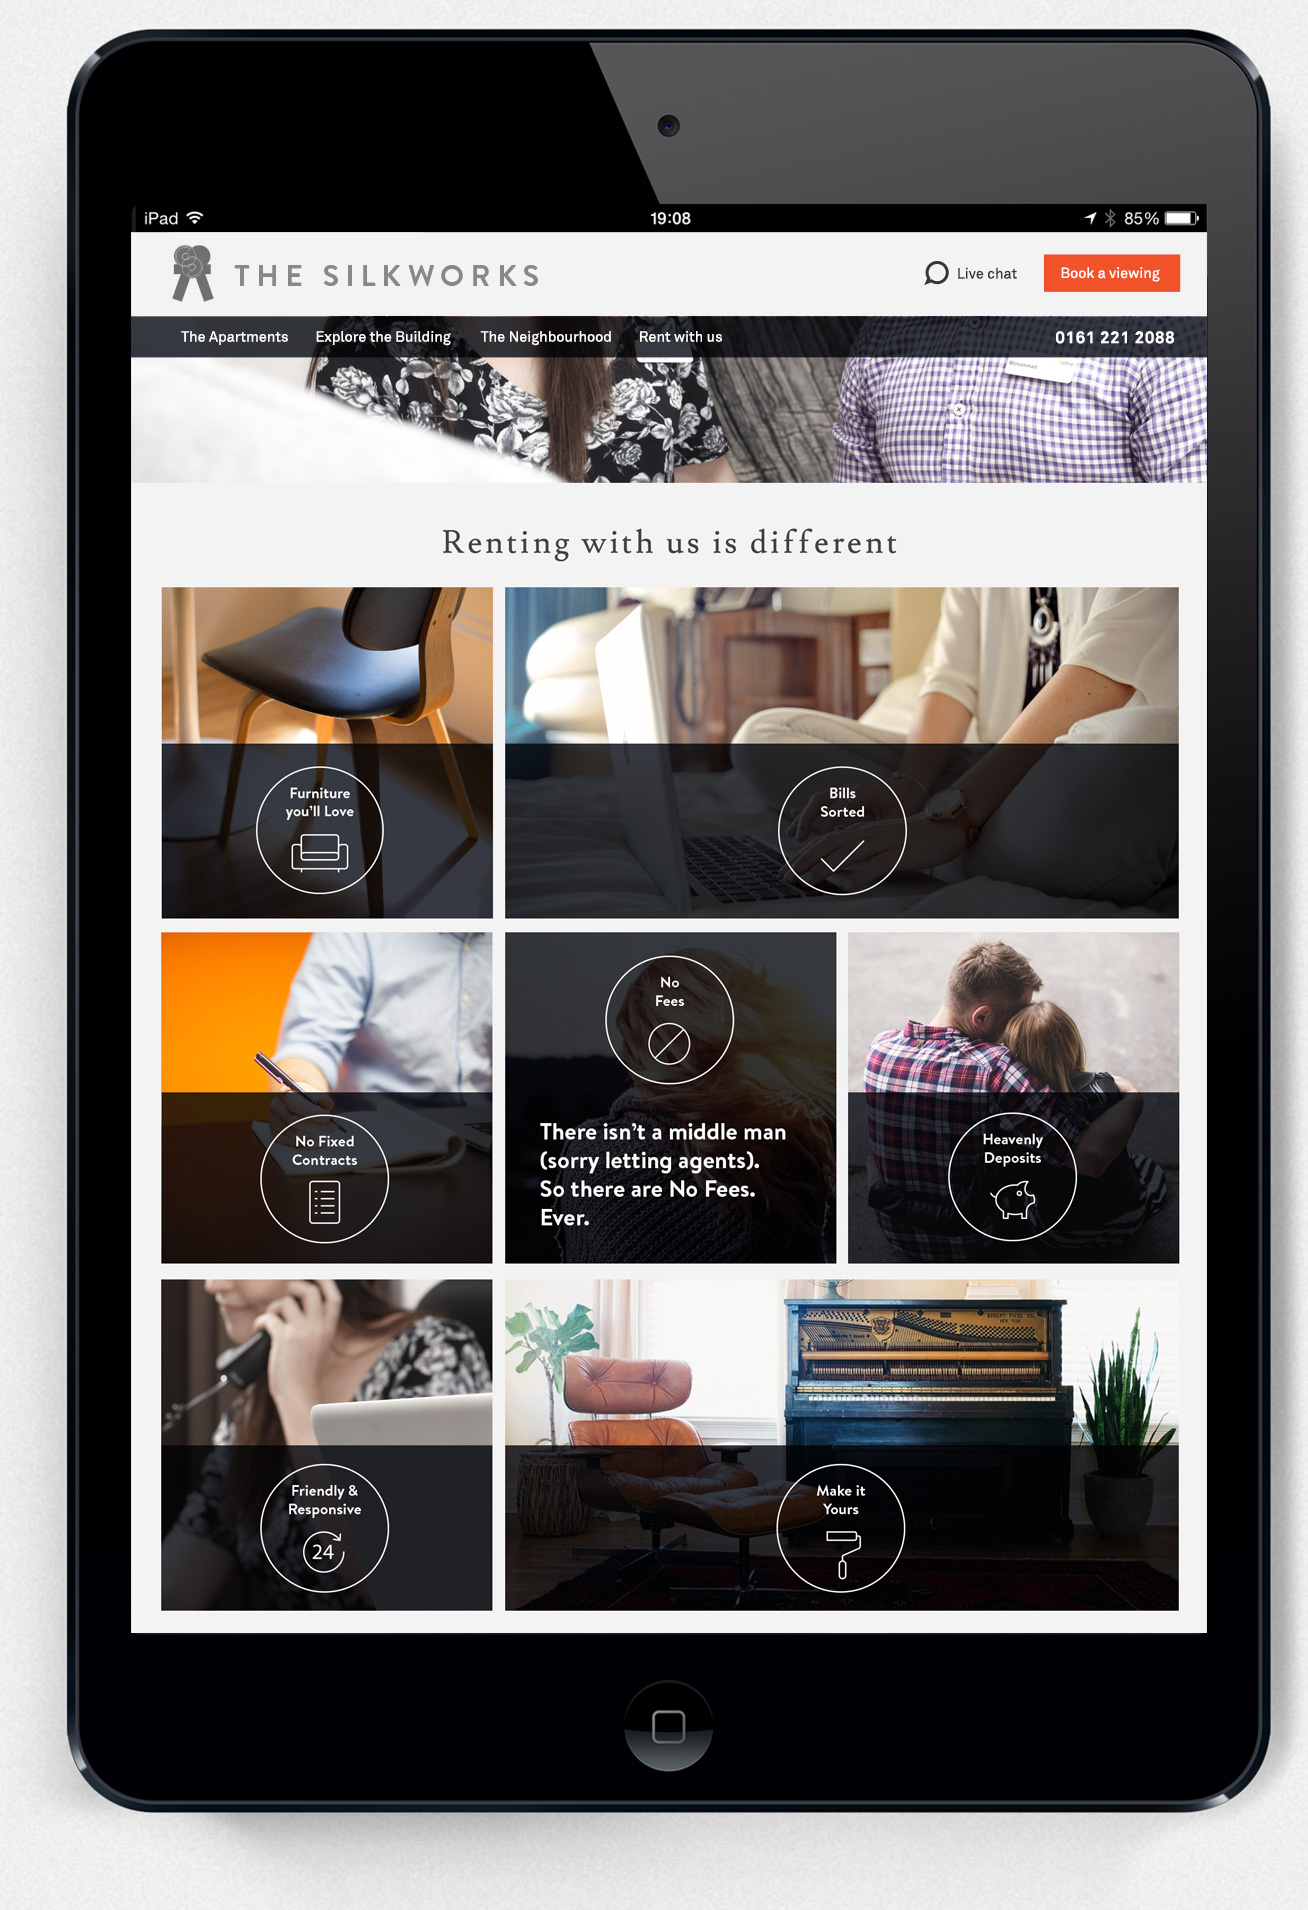 iPad
19:08
85%
THE SILKWORKS
Live chat
Book a viewing
The Apartments
Explore the Building
The Neighbourhood
Rent with us
0161 221 2088
Mohammad
Renting with us is different
Furniture
you'll Love
Bills
Sorted
No Fixed
Contracts
No
Fees
There isn't a middle man
(sorry letting agents).
So there are No Fees.
Ever.
Heavenly
Deposits
Friendly &
Responsive
24
Make it
Yours